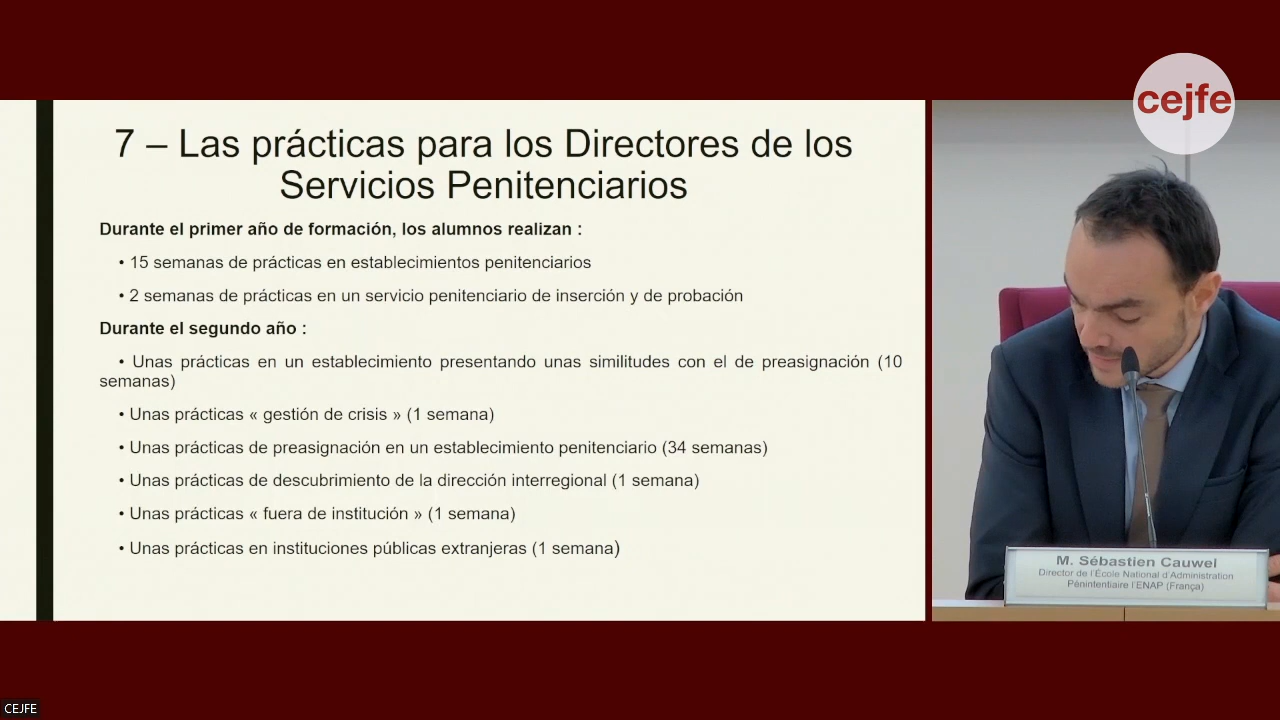 cejfe
7 – Las prácticas para los Directores de los
Servicios Penitenciarios
Durante el primer año de formación, los alumnos realizan :
• 15 semanas de prácticas en establecimientos penitenciarios
• 2 semanas de prácticas en un servicio penitenciario de inserción y de probación
Durante el segundo año :
• Unas prácticas en un establecimiento presentando unas similitudes con el de preasignación (10
semanas)
• Unas prácticas « gestión de crisis » (1 semana)
• Unas prácticas de preasignación en un establecimiento penitenciario (34 semanas)
• Unas prácticas de descubrimiento de la dirección interregional (1 semana)
• Unas prácticas « fuera de institución » (1 semana)
• Unas prácticas en instituciones públicas extranjeras (1 semana)
M. Sébastien Cauwel
Director de l'École National d'Administration
Pénintentiaire l'ENAP (França)
CEJFE